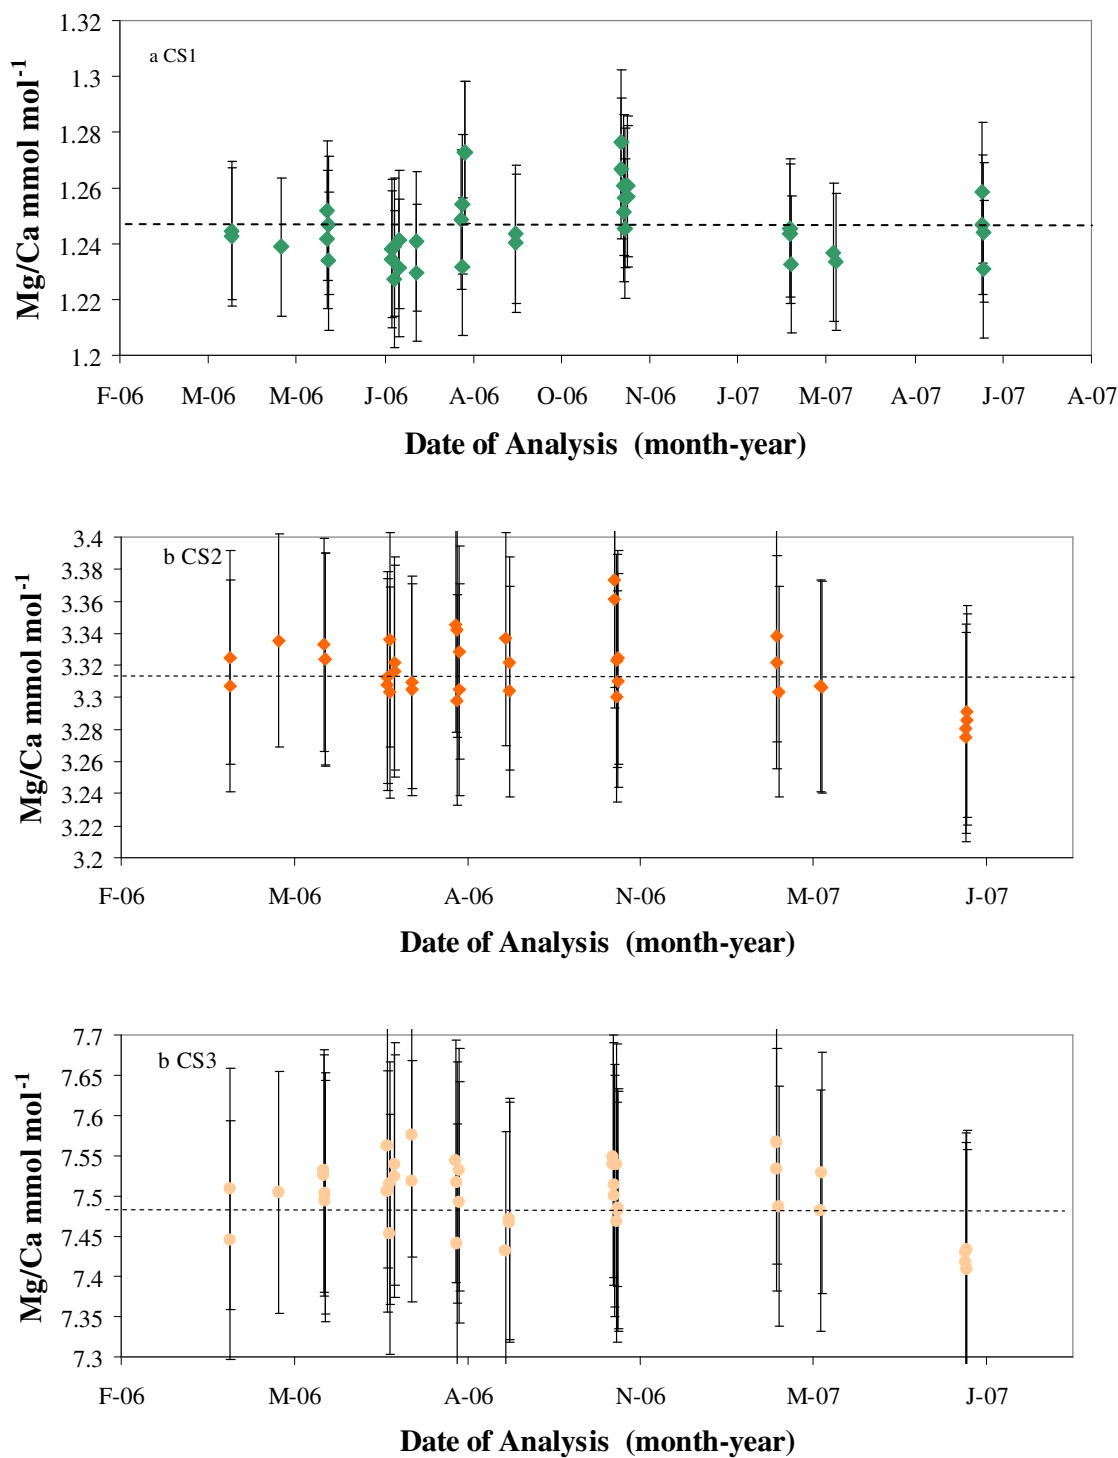 a CS1
Mg/Ca mmol mol-1
1.32
1.3
1.28
1.26
1.24
1.22
1.2
F-06 M-06 M-06 J-06 A-06 O-06 N-06 J-07 M-07 A-07 J-07 A-07
Date of Analysis (month-year)
b CS2
Mg/Ca mmol mol-1
3.4
3.38
3.36
3.34
3.32
3.3
3.28
3.26
3.24
3.22
3.2
F-06 M-06 A-06 N-06 M-07 J-07
Date of Analysis (month-year)
b CS3
Mg/Ca mmol mol-1
7.7
7.65
7.6
7.55
7.5
7.45
7.4
7.35
7.3
F-06 M-06 A-06 N-06 M-07 J-07
Date of Analysis (month-year)